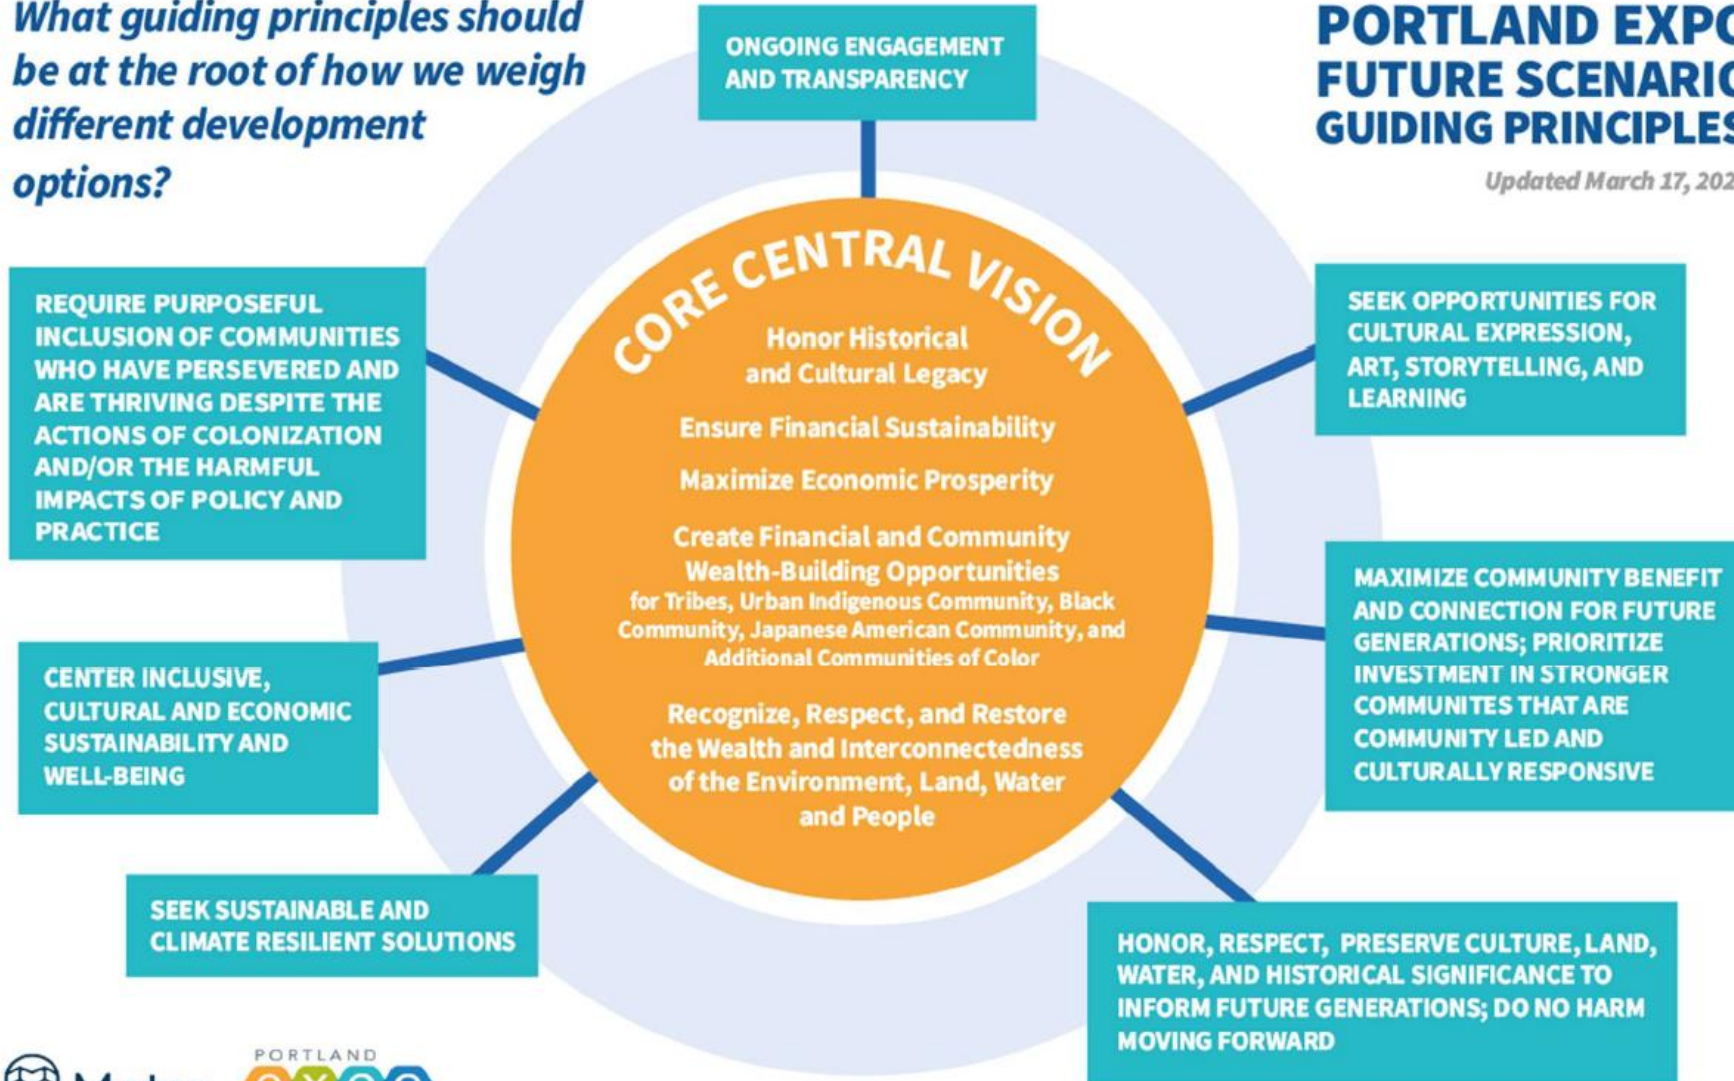 What guiding principles should
be at the root of how we weigh
different development
options?
PORTLAND EXPO
FUTURE SCENARIO
GUIDING PRINCIPLES
Updated March 17, 202
ONGOING ENGAGEMENT
AND TRANSPARENCY
REQUIRE PURPOSEFUL
INCLUSION OF COMMUNITIES
WHO HAVE PERSEVERED AND
ARE THRIVING DESPITE THE
ACTIONS OF COLONIZATION
AND/OR THE HARMFUL
IMPACTS OF POLICY AND
PRACTICE
CENTER INCLUSIVE,
CULTURAL AND ECONOMIC
SUSTAINABILITY AND
WELL-BEING
SEEK SUSTAINABLE AND
CLIMATE RESILIENT SOLUTIONS
CORE CENTRAL VISION
Honor Historical
and Cultural Legacy
Ensure Financial Sustainability
Maximize Economic Prosperity
Create Financial and Community
Wealth-Building Opportunities
for Tribes, Urban Indigenous Community, Black
Community, Japanese American Community, and
Additional Communities of Color
Recognize, Respect, and Restore
the Wealth and Interconnectedness
of the Environment, Land, Water
and People
SEEK OPPORTUNITIES FOR
CULTURAL EXPRESSION,
ART, STORYTELLING, AND
LEARNING
MAXIMIZE COMMUNITY BENEFIT
AND CONNECTION FOR FUTURE
GENERATIONS; PRIORITIZE
INVESTMENT IN STRONGER
COMMUNITES THAT ARE
COMMUNITY LED AND
CULTURALLY RESPONSIVE
HONOR, RESPECT, PRESERVE CULTURE, LAND,
WATER, AND HISTORICAL SIGNIFICANCE TO
INFORM FUTURE GENERATIONS; DO NO HARM
MOVING FORWARD
PORTLAND